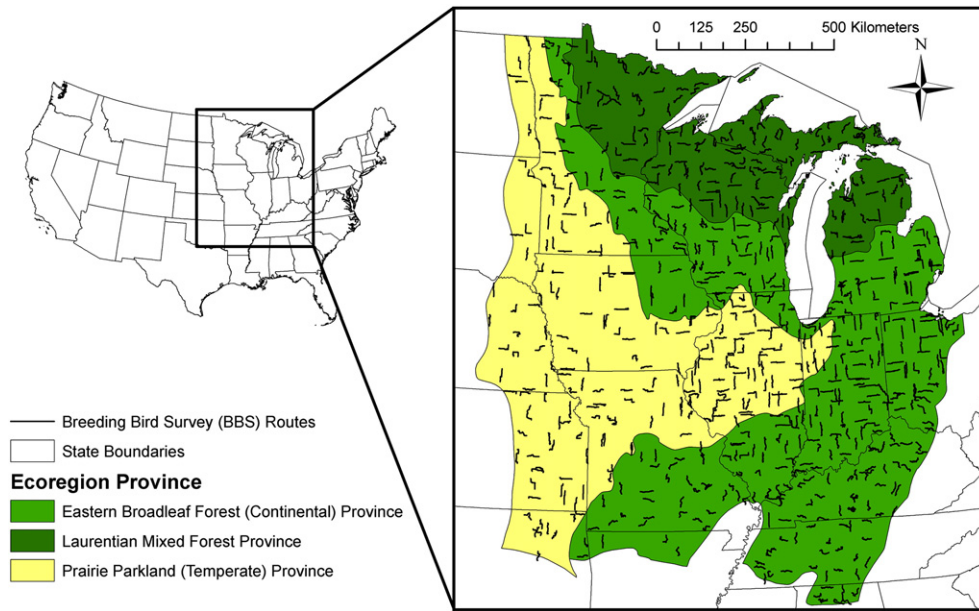 0 125 250 500 Kilometers
N
Breeding Bird Survey (BBS) Routes
State Boundaries
Ecoregion Province
Eastern Broadleaf Forest (Continental) Province
Laurentian Mixed Forest Province
Prairie Parkland (Temperate) Province